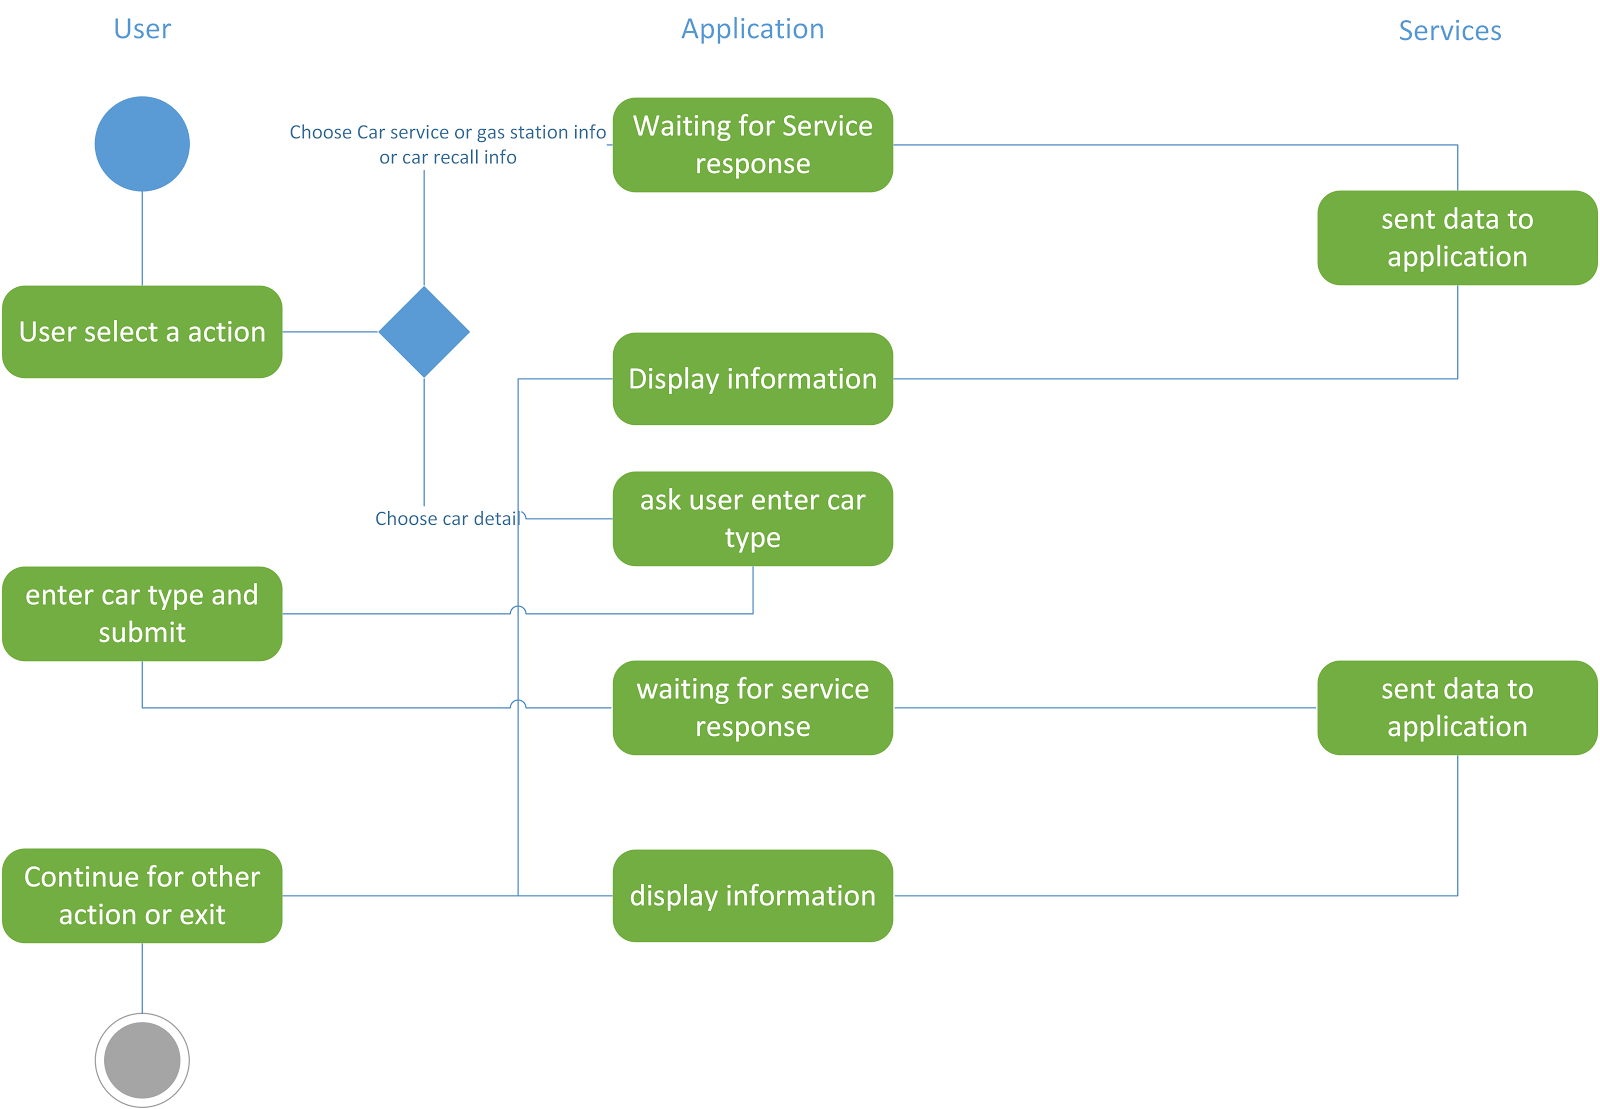 User
Application
Services
Choose Car service or gas station info
or car recall info
Waiting for Service
response
sent data to
application
User select a action
Display information
ask user enter car
type
Choose car detail
enter car type and
submit
waiting for service
response
sent data to
application
Continue for other
action or exit
display information